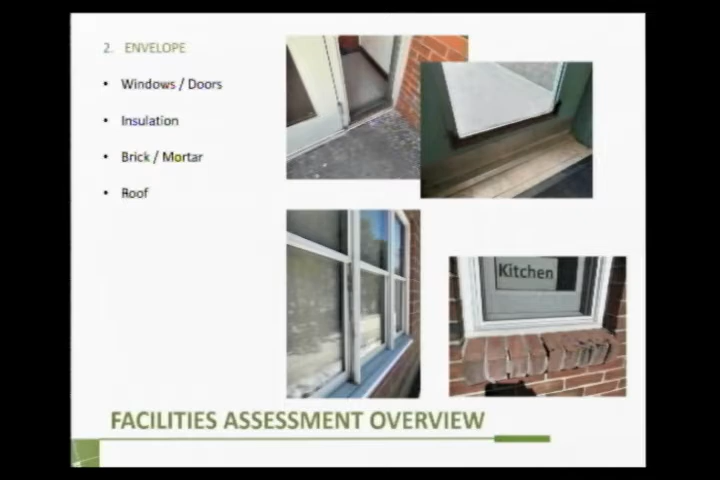 2. ENVELOPE
• Windows / Doors
• Insulation
• Brick / Mortar
• Roof
Kitchen
FACILITIES ASSESSMENT OVERVIEW